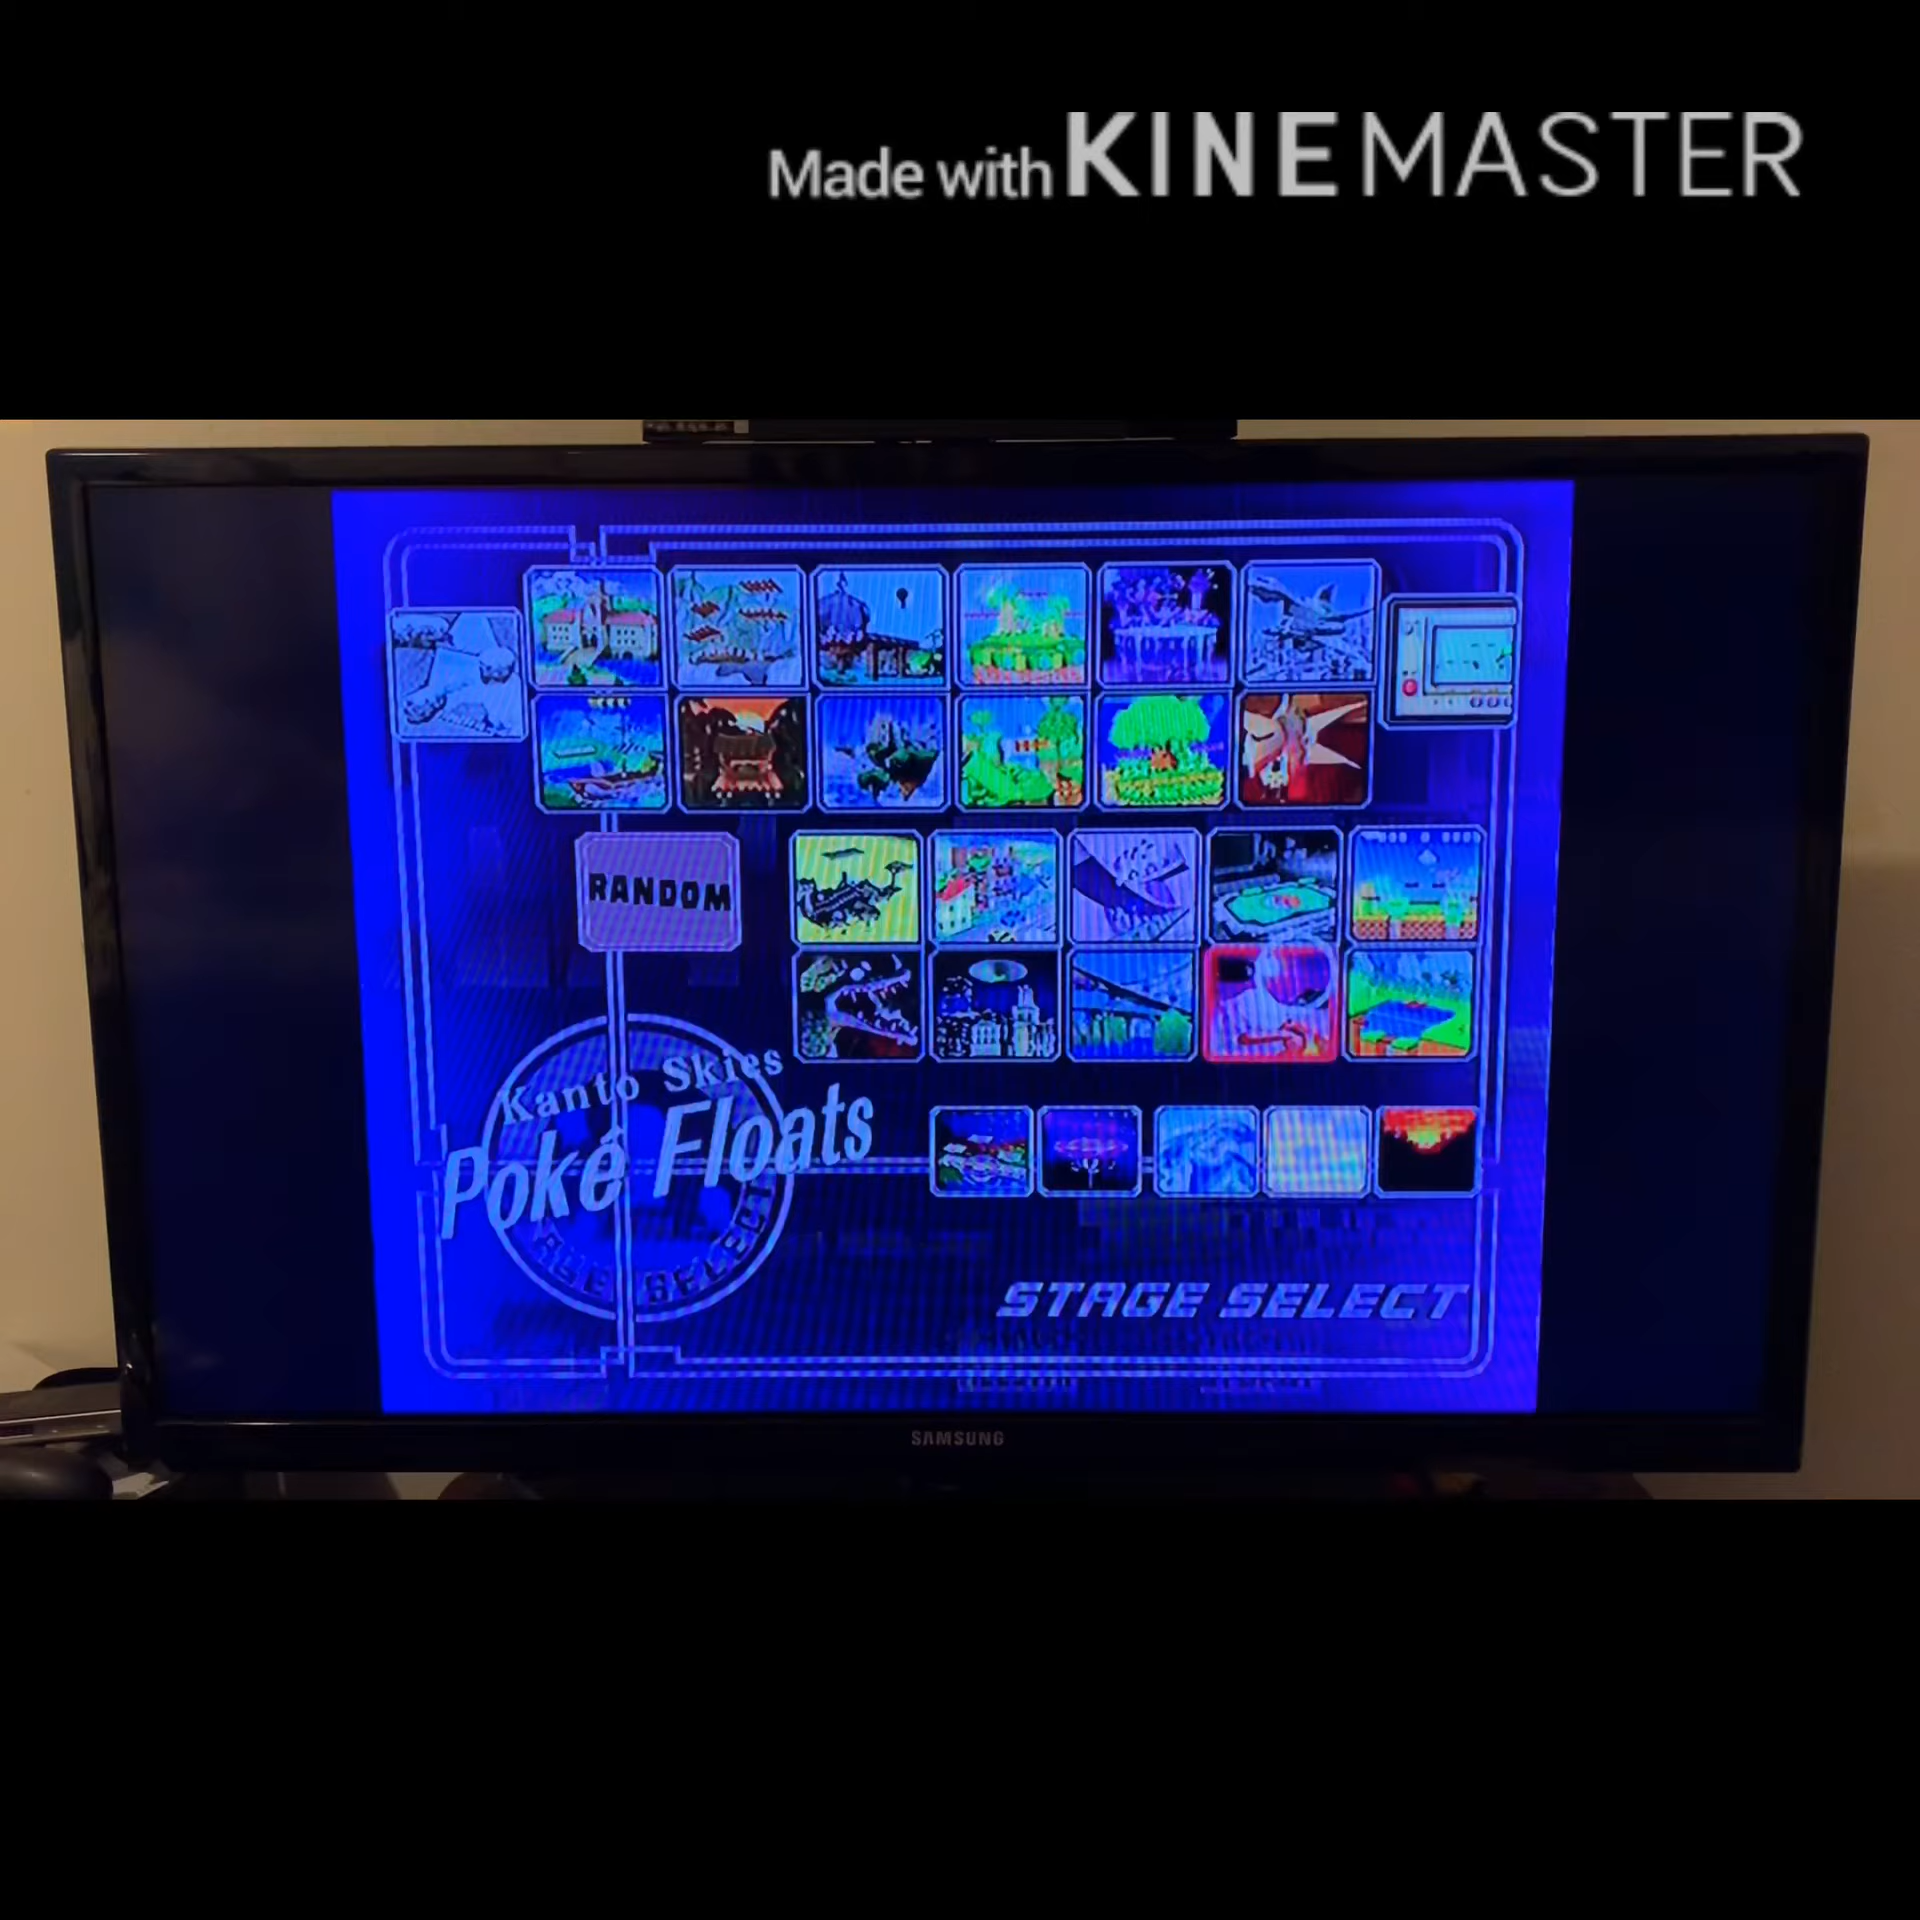 Made with KINEMASTER
RANDOM
Kanto Skies
Poké Floats
STAGE SELECT
SAMSUNG